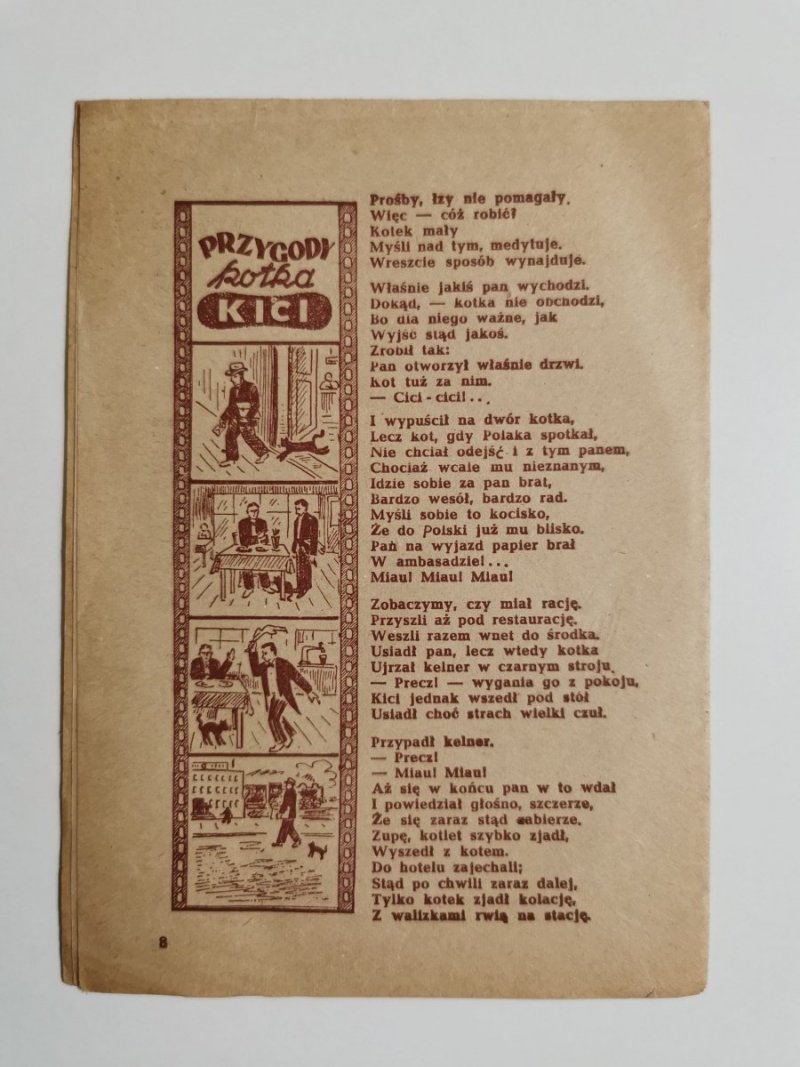 PRZYGODY
kotka
KICI
Prośby, łzy nie pomagały.
Więc — cóż robić?
Kotek mały
Myśli nad tym, medytuje.
Wreszcie sposób wynajduje.
Właśnie jakiś pan wychodzi.
Dokąd, — kotka nie obchodzi,
Bo dla niego ważne, jak
Wyjść stąd jakoś.
Zrobił tak:
Pan otworzył właśnie drzwi.
Kot tuż za nim.
— Cici - cici!...
I wypuścił na dwór kotka,
Lecz kot, gdy Polaka spotkał,
Nie chciał odejść i z tym panem,
Chociaż wcale mu nieznanym,
Idzie sobie za pan brat,
Bardzo wesół, bardzo rad.
Myśli sobie to kocisko,
Że do Polski już mu blisko.
Pan na wyjazd papier brał
W ambasadzie!...
Miau! Miau! Miau!
Zobaczymy, czy miał rację.
Przyszli aż pod restaurację.
Weszli razem wnet do środka.
Usiadł pan, lecz wtedy kotka
Ujrzał kelner w czarnym stroju.
— Precz! — wygania go z pokoju,
Kici jednak wszedł pod stół
Usiadł choć strach wielki czuł.
Przypadł kelner.
— Precz!
— Miau! Miau!
Aż się w końcu pan w to wdał
I powiedział głośno, szczerze,
Że się zaraz stąd zabierze.
Zupę, kotlet szybko zjadł,
Wyszedł z kotem.
Do hotelu zajechali;
Stąd po chwili zaraz dalej,
Tylko kotek zjadł kolację,
Z walizkami rwią na stację.
8